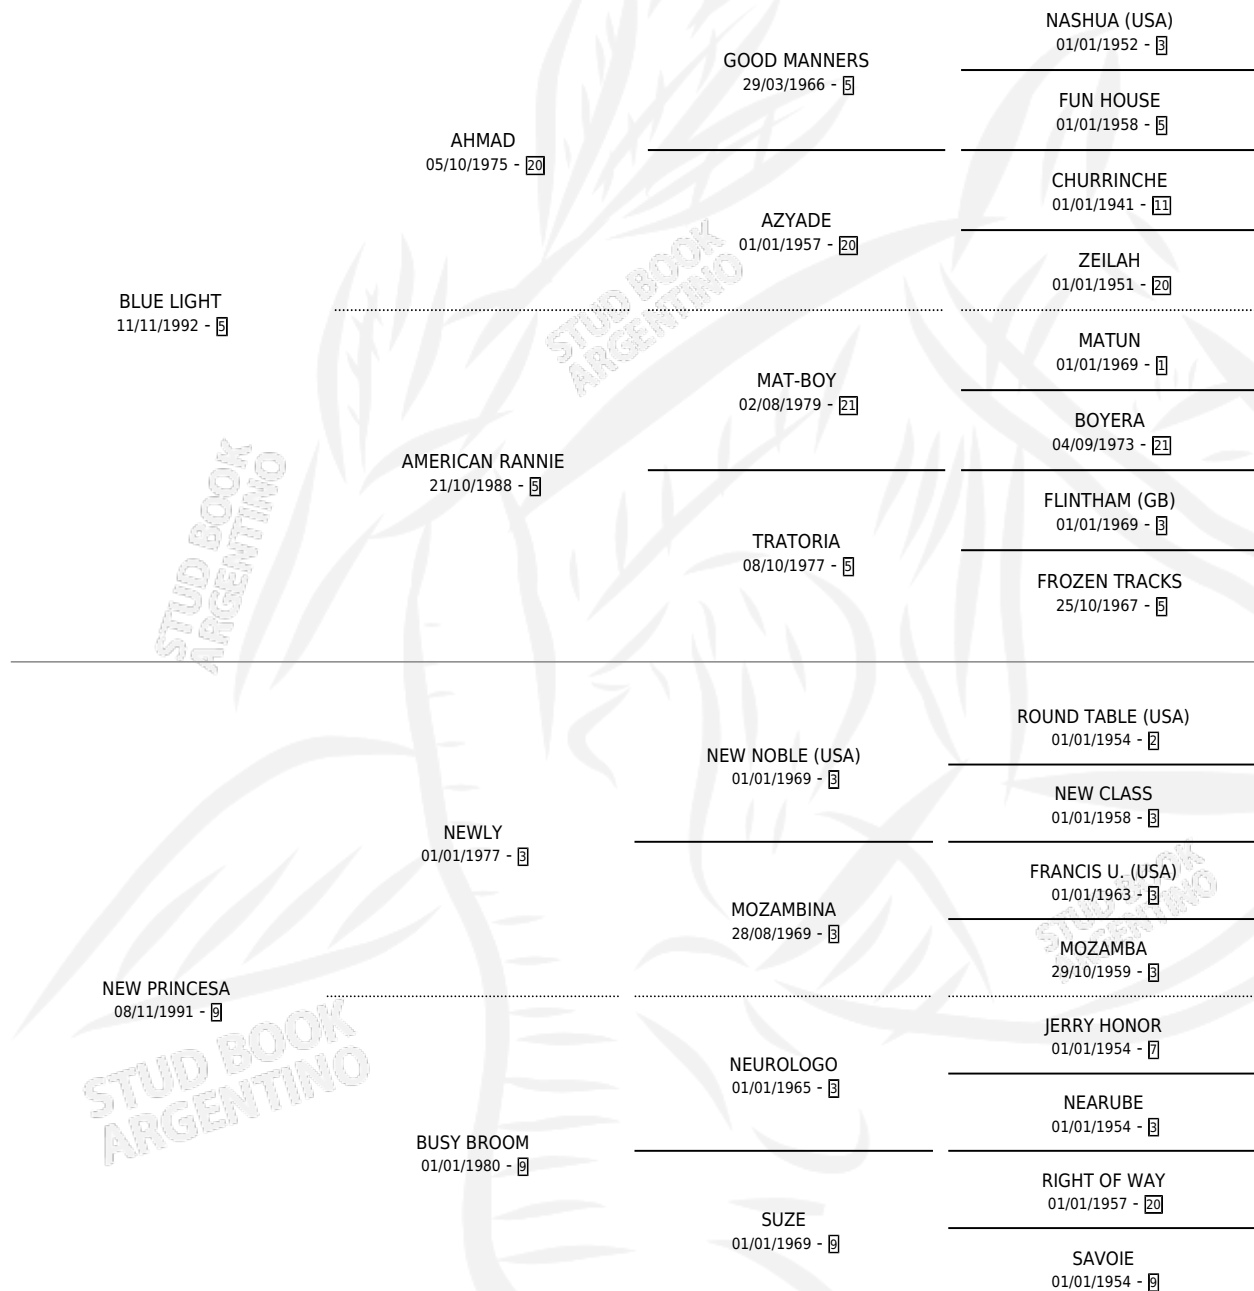 NASHUA (USA)
01/01/1952 - 3
GOOD MANNERS
29/03/1966 - 5
FUN HOUSE
01/01/1958 - 5
AHMAD
05/10/1975 - 20
CHURRINCHE
01/01/1941 - 11
AZYADE
01/01/1957 - 20
ZEILAH
01/01/1951 - 20
BLUE LIGHT
11/11/1992 - 5
MATUN
01/01/1969 - 1
MAT-BOY
02/08/1979 - 21
BOYERA
04/09/1973 - 21
AMERICAN RANNIE
21/10/1988 - 5
FLINTHAM (GB)
01/01/1969 - 3
TRATORIA
08/10/1977 - 5
FROZEN TRACKS
25/10/1967 - 5
ROUND TABLE (USA)
01/01/1954 - 2
NEW NOBLE (USA)
01/01/1969 - 3
NEW CLASS
01/01/1958 - 3
NEWLY
01/01/1977 - 3
FRANCIS U. (USA)
01/01/1963 - 3
MOZAMBINA
28/08/1969 - 3
MOZAMBA
29/10/1959 - 3
NEW PRINCESA
08/11/1991 - 9
JERRY HONOR
01/01/1954 - 7
NEUROLOGO
01/01/1965 - 3
NEARUBE
01/01/1954 - 3
BUSY BROOM
01/01/1980 - 9
RIGHT OF WAY
01/01/1957 - 20
SUZE
01/01/1969 - 9
SAVOIE
01/01/1954 - 9
STUD BOOK
ARGENTINO
STUD BOOK
ARGENTINO
STUD BOOK
ARGENTINO
STUD BOOK
ARGENTINO